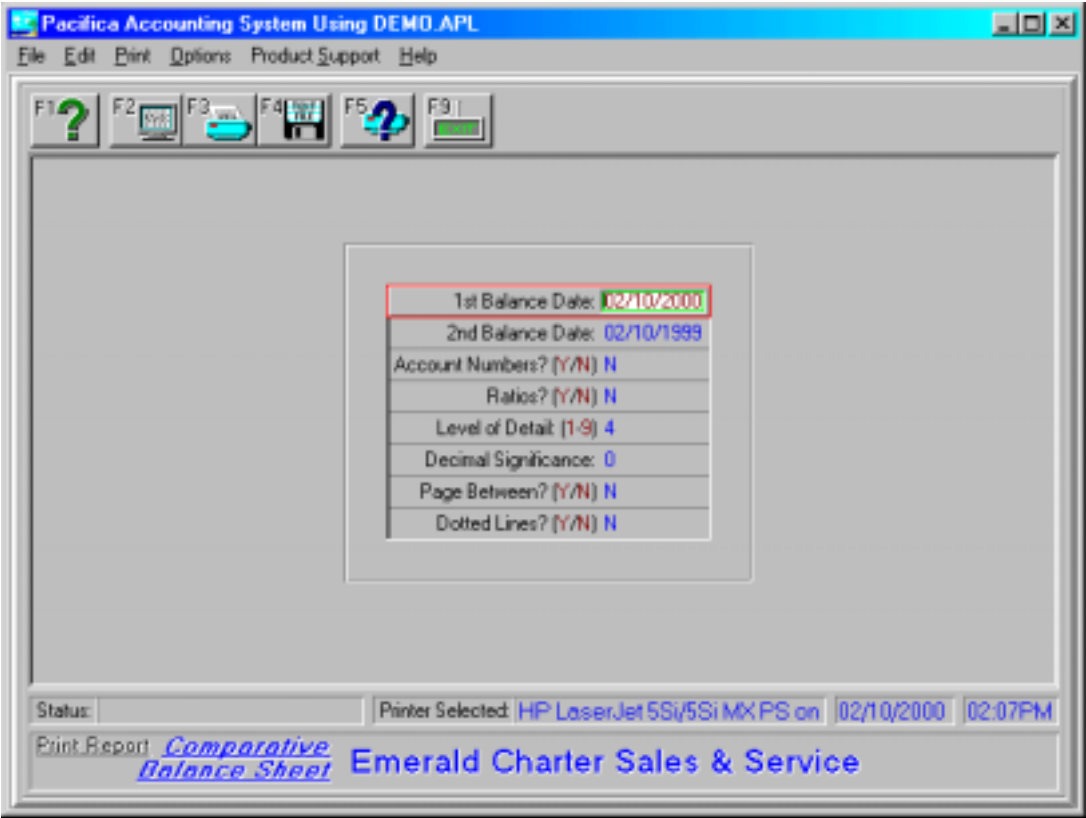 Pacifica Accounting System Using DEMO.APL
File Edit Print Options Product Support Help
F1 F2 F3 F4 F5 F9
1st Balance Date: 02/10/2000
2nd Balance Date: 02/10/1999
Account Numbers? (Y/N) N
Ratios? (Y/N) N
Level of Detail: (1-9) 4
Decimal Significance: 0
Page Between? (Y/N) N
Dotted Lines? (Y/N) N
Status: Printer Selected: HP LaserJet 5Si/5Si MX PS on 02/10/2000 02:07PM
Print Report Comparative
Balance Sheet Emerald Charter Sales & Service